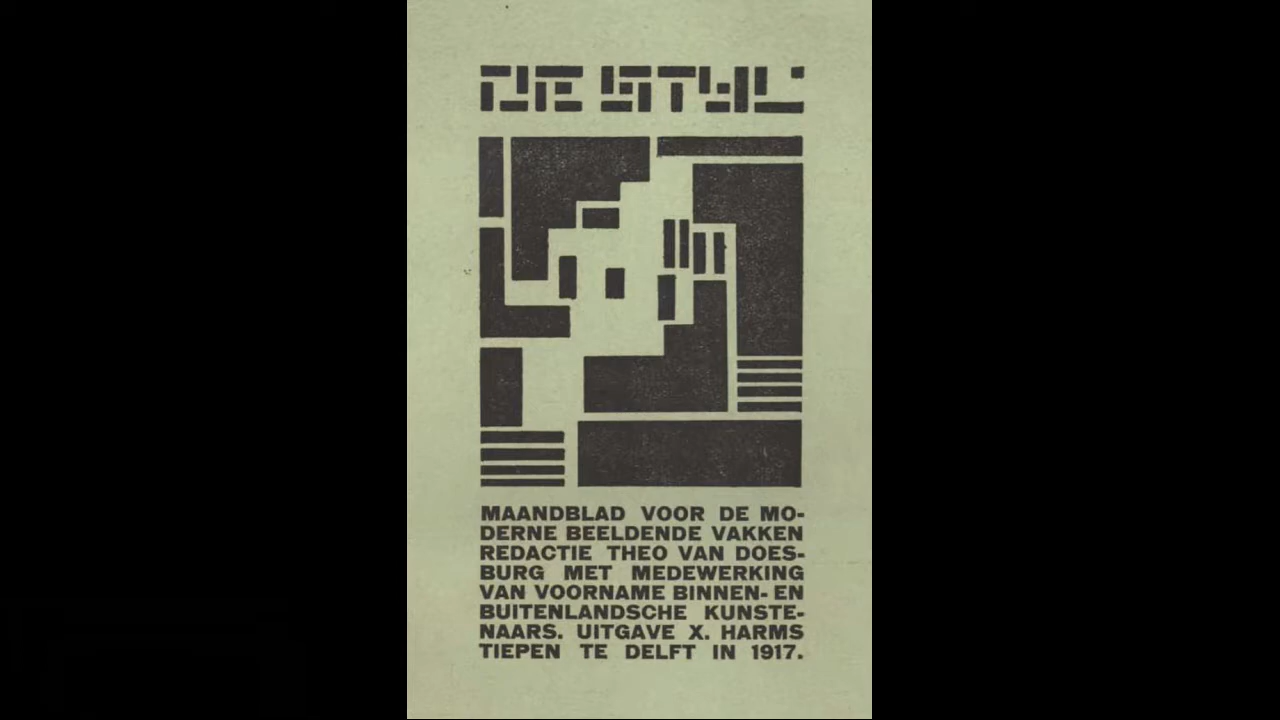 DE STIJL
MAANDBLAD VOOR DE MO-
DERNE BEELDENDE VAKKEN
REDACTIE THEO VAN DOES-
BURG MET MEDEWERKING
VAN VOORNAME BINNEN- EN
BUITENLANDSCHE KUNSTE-
NAARS. UITGAVE X. HARMS
TIEPEN TE DELFT IN 1917.